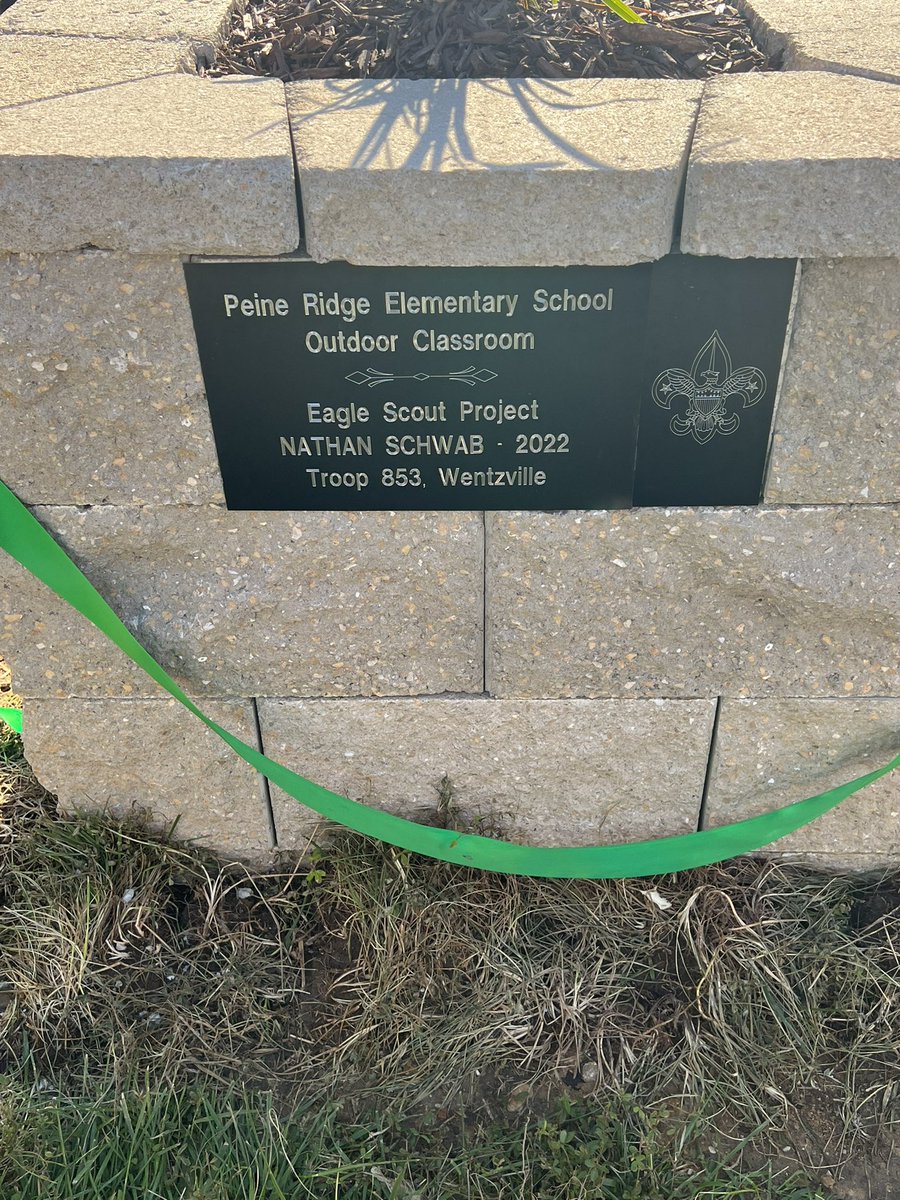 Peine Ridge Elementary School
Outdoor Classroom
Eagle Scout Project
NATHAN SCHWAB - 2022
Troop 853, Wentzville